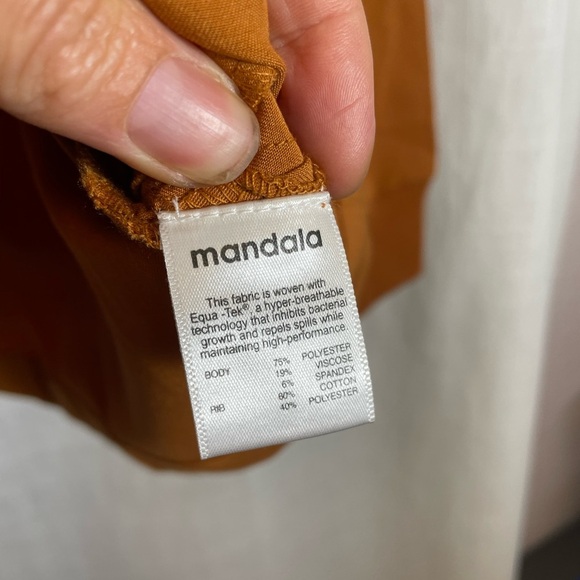 mandala
This fabric is woven with
Equa -Tek®, a hyper-breathable
technology that inhibits bacterial
growth and repels spills while
maintaining high-performance.
BODY 75% POLYESTER
19% VISCOSE
6% SPANDEX
RIB 60% COTTON
40% POLYESTER